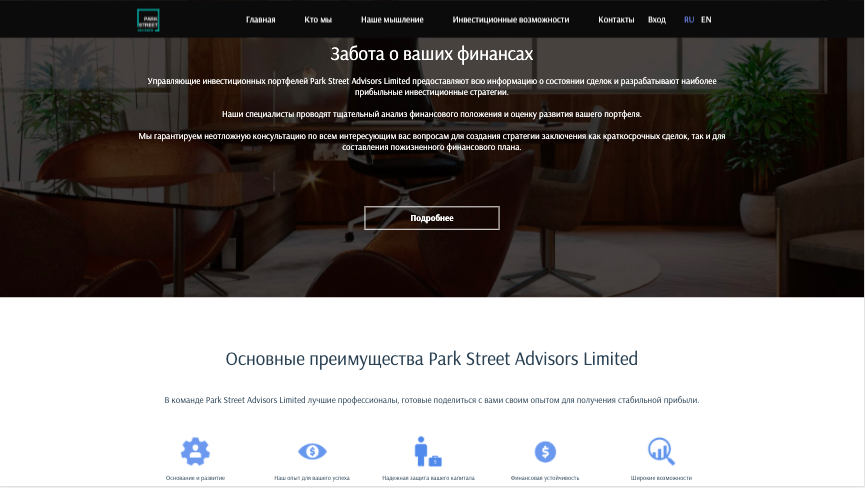 PARK STREET ADVISORS
Главная Кто мы Наше мышление Инвестиционные возможности Контакты Вход RU EN
Забота о ваших финансах
Управляющие инвестиционных портфелей Park Street Advisors Limited предоставляют всю информацию о состоянии сделок и разрабатывают наиболее
прибыльные инвестиционные стратегии.
Наши специалисты проводят тщательный анализ финансового положения и оценку развития вашего портфеля.
Мы гарантируем неотложную консультацию по всем интересующим вас вопросам для создания стратегии заключения как краткосрочных сделок, так и для
составления пожизненного финансового плана.
Подробнее
Основные преимущества Park Street Advisors Limited
В команде Park Street Advisors Limited лучшие профессионалы, готовые поделиться с вами своим опытом для получения стабильной прибыли.
Основание и развитие Наш опыт для вашего успеха Надежная защита вашего капитала Финансовая устойчивость Широкие возможности